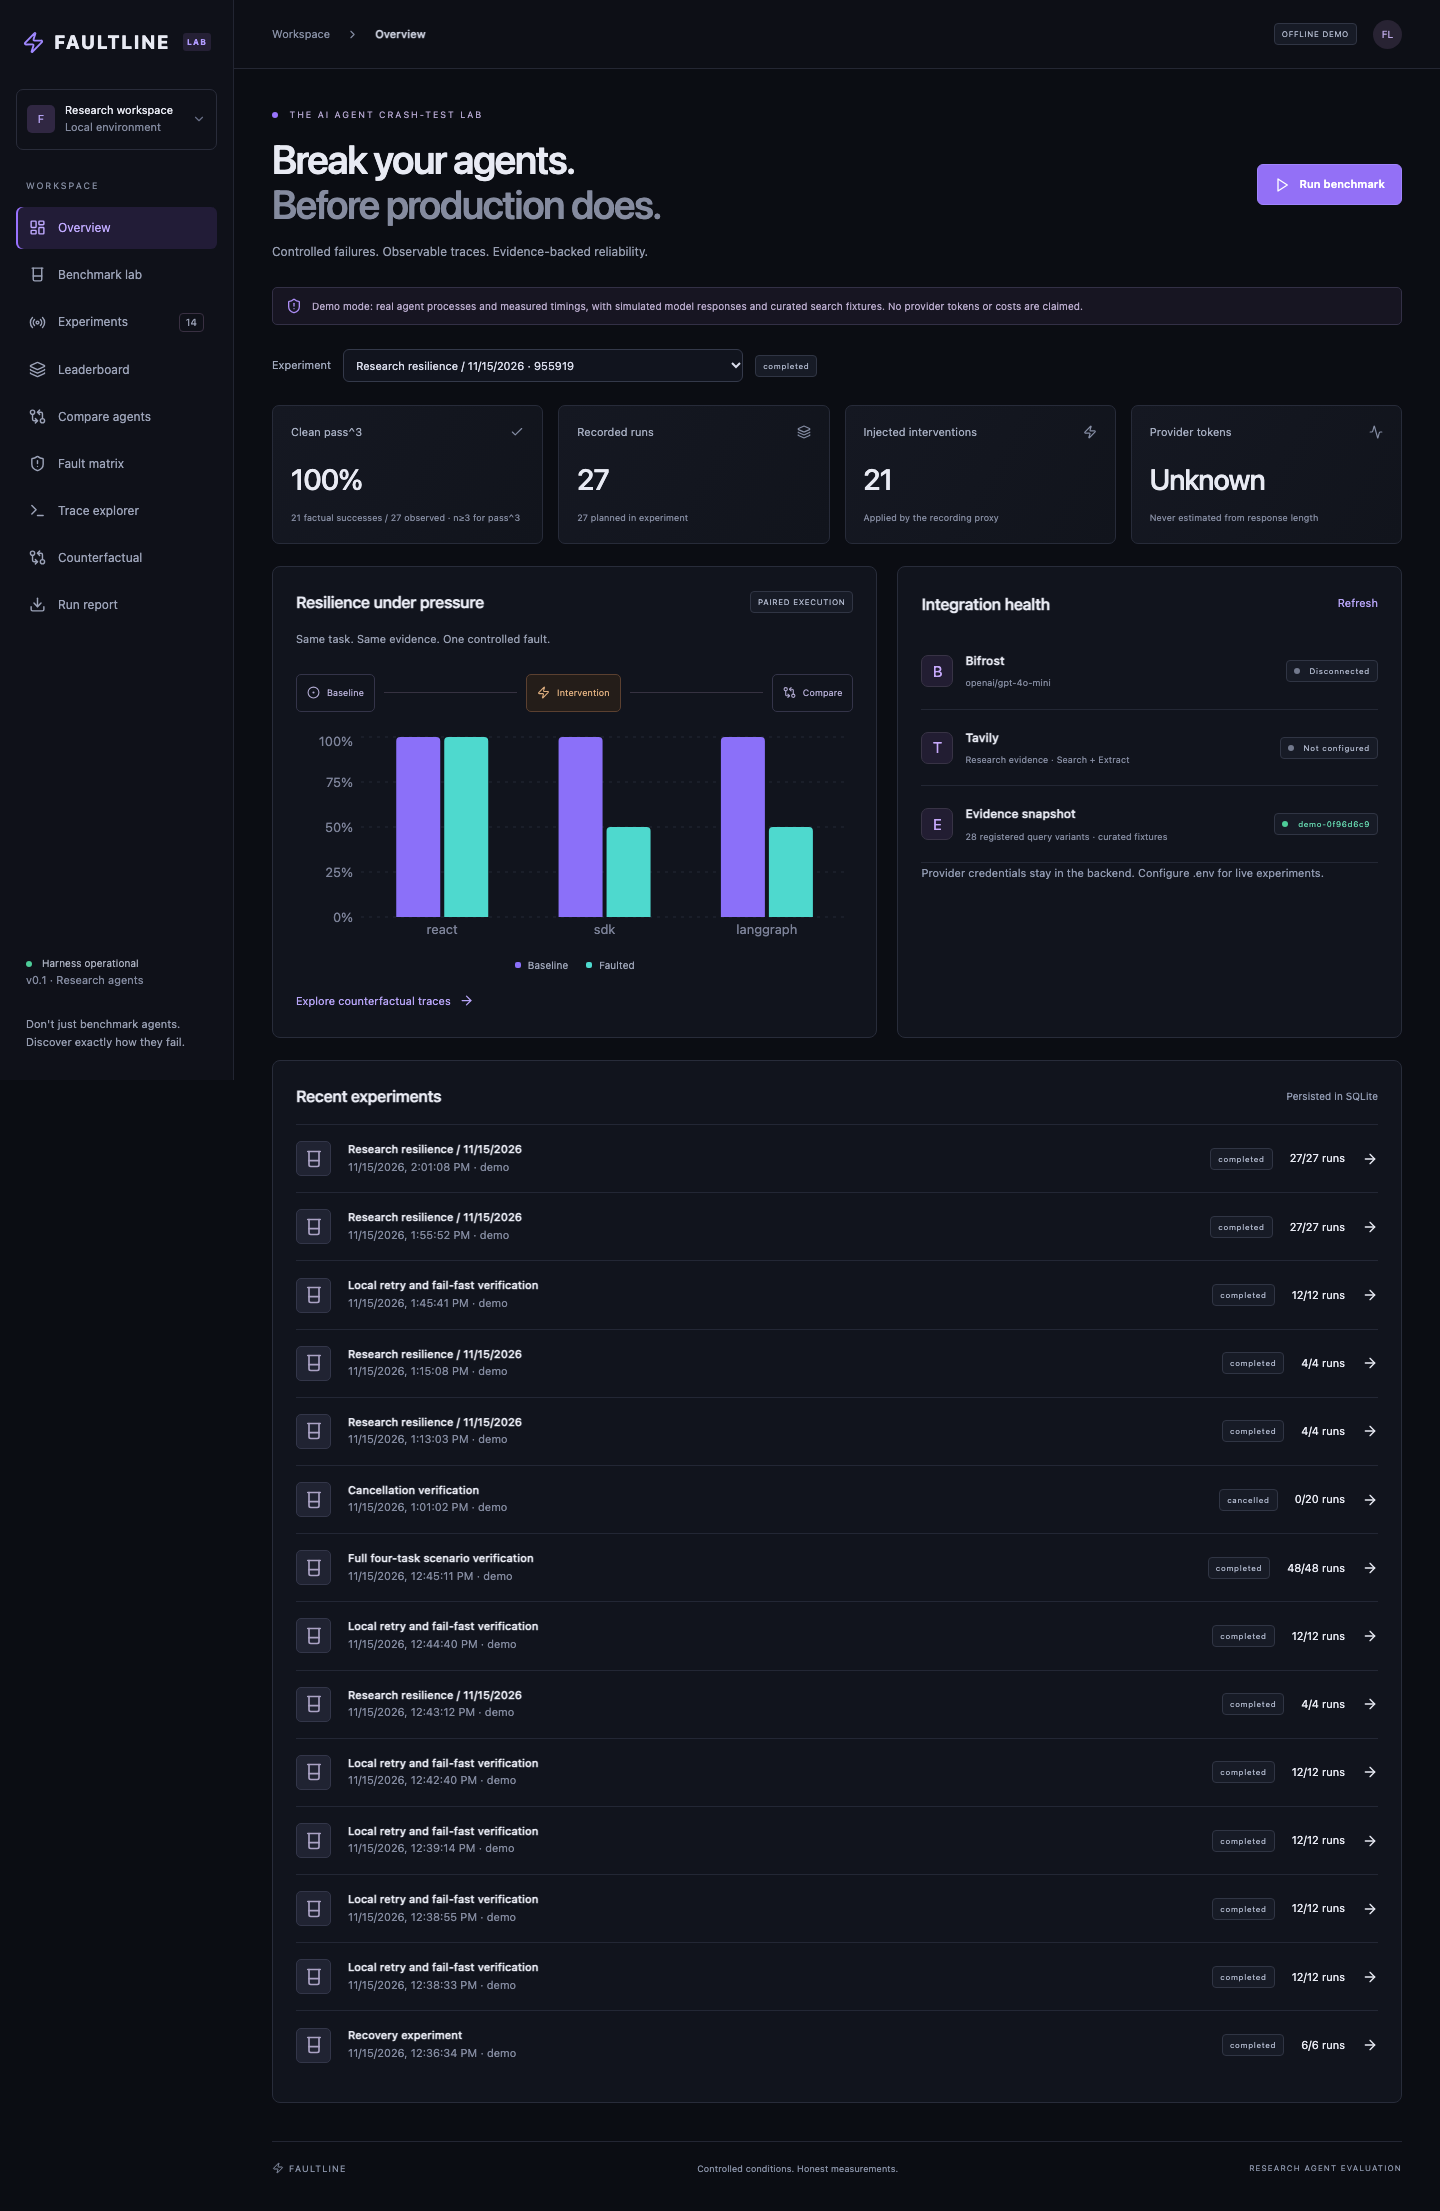 FAULTLINE LAB
F
Research workspace
Local environment
WORKSPACE
Overview
Benchmark lab
Experiments 14
Leaderboard
Compare agents
Fault matrix
Trace explorer
Counterfactual
Run report
Harness operational
v0.1 · Research agents
Don't just benchmark agents.
Discover exactly how they fail.
Workspace > Overview
OFFLINE DEMO FL
THE AI AGENT CRASH-TEST LAB
Break your agents.
Before production does.
Controlled failures. Observable traces. Evidence-backed reliability.
Run benchmark
Demo mode: real agent processes and measured timings, with simulated model responses and curated search fixtures. No provider tokens or costs are claimed.
Experiment Research resilience / 11/15/2026 · 955919 completed
Clean pass^3
100%
21 factual successes / 27 observed · n≥3 for pass^3
Recorded runs
27
27 planned in experiment
Injected interventions
21
Applied by the recording proxy
Provider tokens
Unknown
Never estimated from response length
Resilience under pressure PAIRED EXECUTION
Same task. Same evidence. One controlled fault.
Baseline Intervention Compare
100%
75%
50%
25%
0%
react sdk langgraph
Baseline Faulted
Explore counterfactual traces
Integration health Refresh
B Bifrost Disconnected
openai/gpt-4o-mini
T Tavily Not configured
Research evidence · Search + Extract
E Evidence snapshot demo-0f96d6c9
28 registered query variants · curated fixtures
Provider credentials stay in the backend. Configure .env for live experiments.
Recent experiments Persisted in SQLite
Research resilience / 11/15/2026
11/15/2026, 2:01:08 PM · demo
completed 27/27 runs
Research resilience / 11/15/2026
11/15/2026, 1:55:52 PM · demo
completed 27/27 runs
Local retry and fail-fast verification
11/15/2026, 1:45:41 PM · demo
completed 12/12 runs
Research resilience / 11/15/2026
11/15/2026, 1:15:08 PM · demo
completed 4/4 runs
Research resilience / 11/15/2026
11/15/2026, 1:13:03 PM · demo
completed 4/4 runs
Cancellation verification
11/15/2026, 1:01:02 PM · demo
cancelled 0/20 runs
Full four-task scenario verification
11/15/2026, 12:45:11 PM · demo
completed 48/48 runs
Local retry and fail-fast verification
11/15/2026, 12:44:40 PM · demo
completed 12/12 runs
Research resilience / 11/15/2026
11/15/2026, 12:43:12 PM · demo
completed 4/4 runs
Local retry and fail-fast verification
11/15/2026, 12:42:40 PM · demo
completed 12/12 runs
Local retry and fail-fast verification
11/15/2026, 12:39:14 PM · demo
completed 12/12 runs
Local retry and fail-fast verification
11/15/2026, 12:38:55 PM · demo
completed 12/12 runs
Local retry and fail-fast verification
11/15/2026, 12:38:33 PM · demo
completed 12/12 runs
Recovery experiment
11/15/2026, 12:36:34 PM · demo
completed 6/6 runs
FAULTLINE
Controlled conditions. Honest measurements.
RESEARCH AGENT EVALUATION